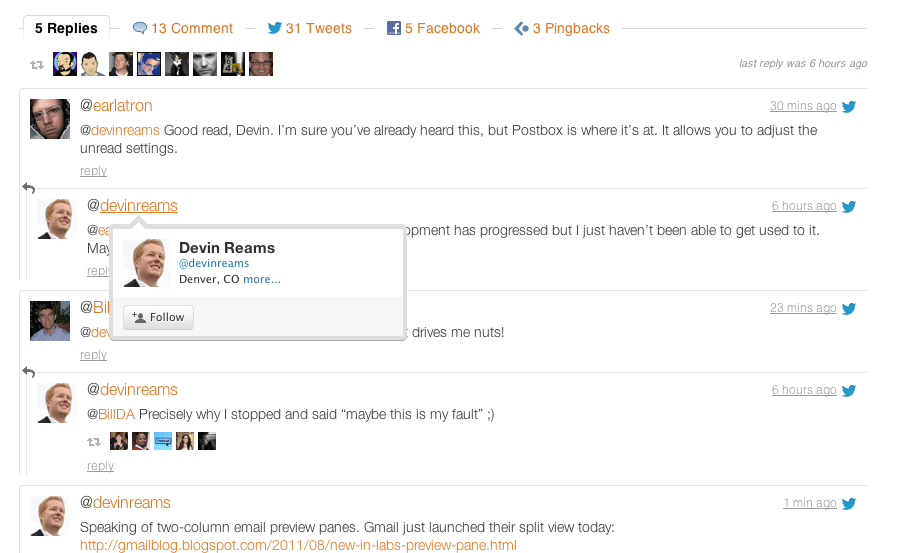 5 Replies
13 Comment
31 Tweets
5 Facebook
3 Pingbacks
last reply was 6 hours ago
@earlatron
30 mins ago
@devinreams Good read, Devin. I'm sure you've already heard this, but Postbox is where it's at. It allows you to adjust the
unread settings.
reply
@devinreams
6 hours ago
@ea opment has progressed but I just haven't been able to get used to it.
May
repl
Devin Reams
@devinreams
Denver, CO more...
Follow
@Bil
23 mins ago
@dev drives me nuts!
reply
@devinreams
6 hours ago
@BillDA Precisely why I stopped and said “maybe this is my fault” ;)
reply
@devinreams
1 min ago
Speaking of two-column email preview panes. Gmail just launched their split view today:
http://gmailblog.blogspot.com/2011/08/new-in-labs-preview-pane.html